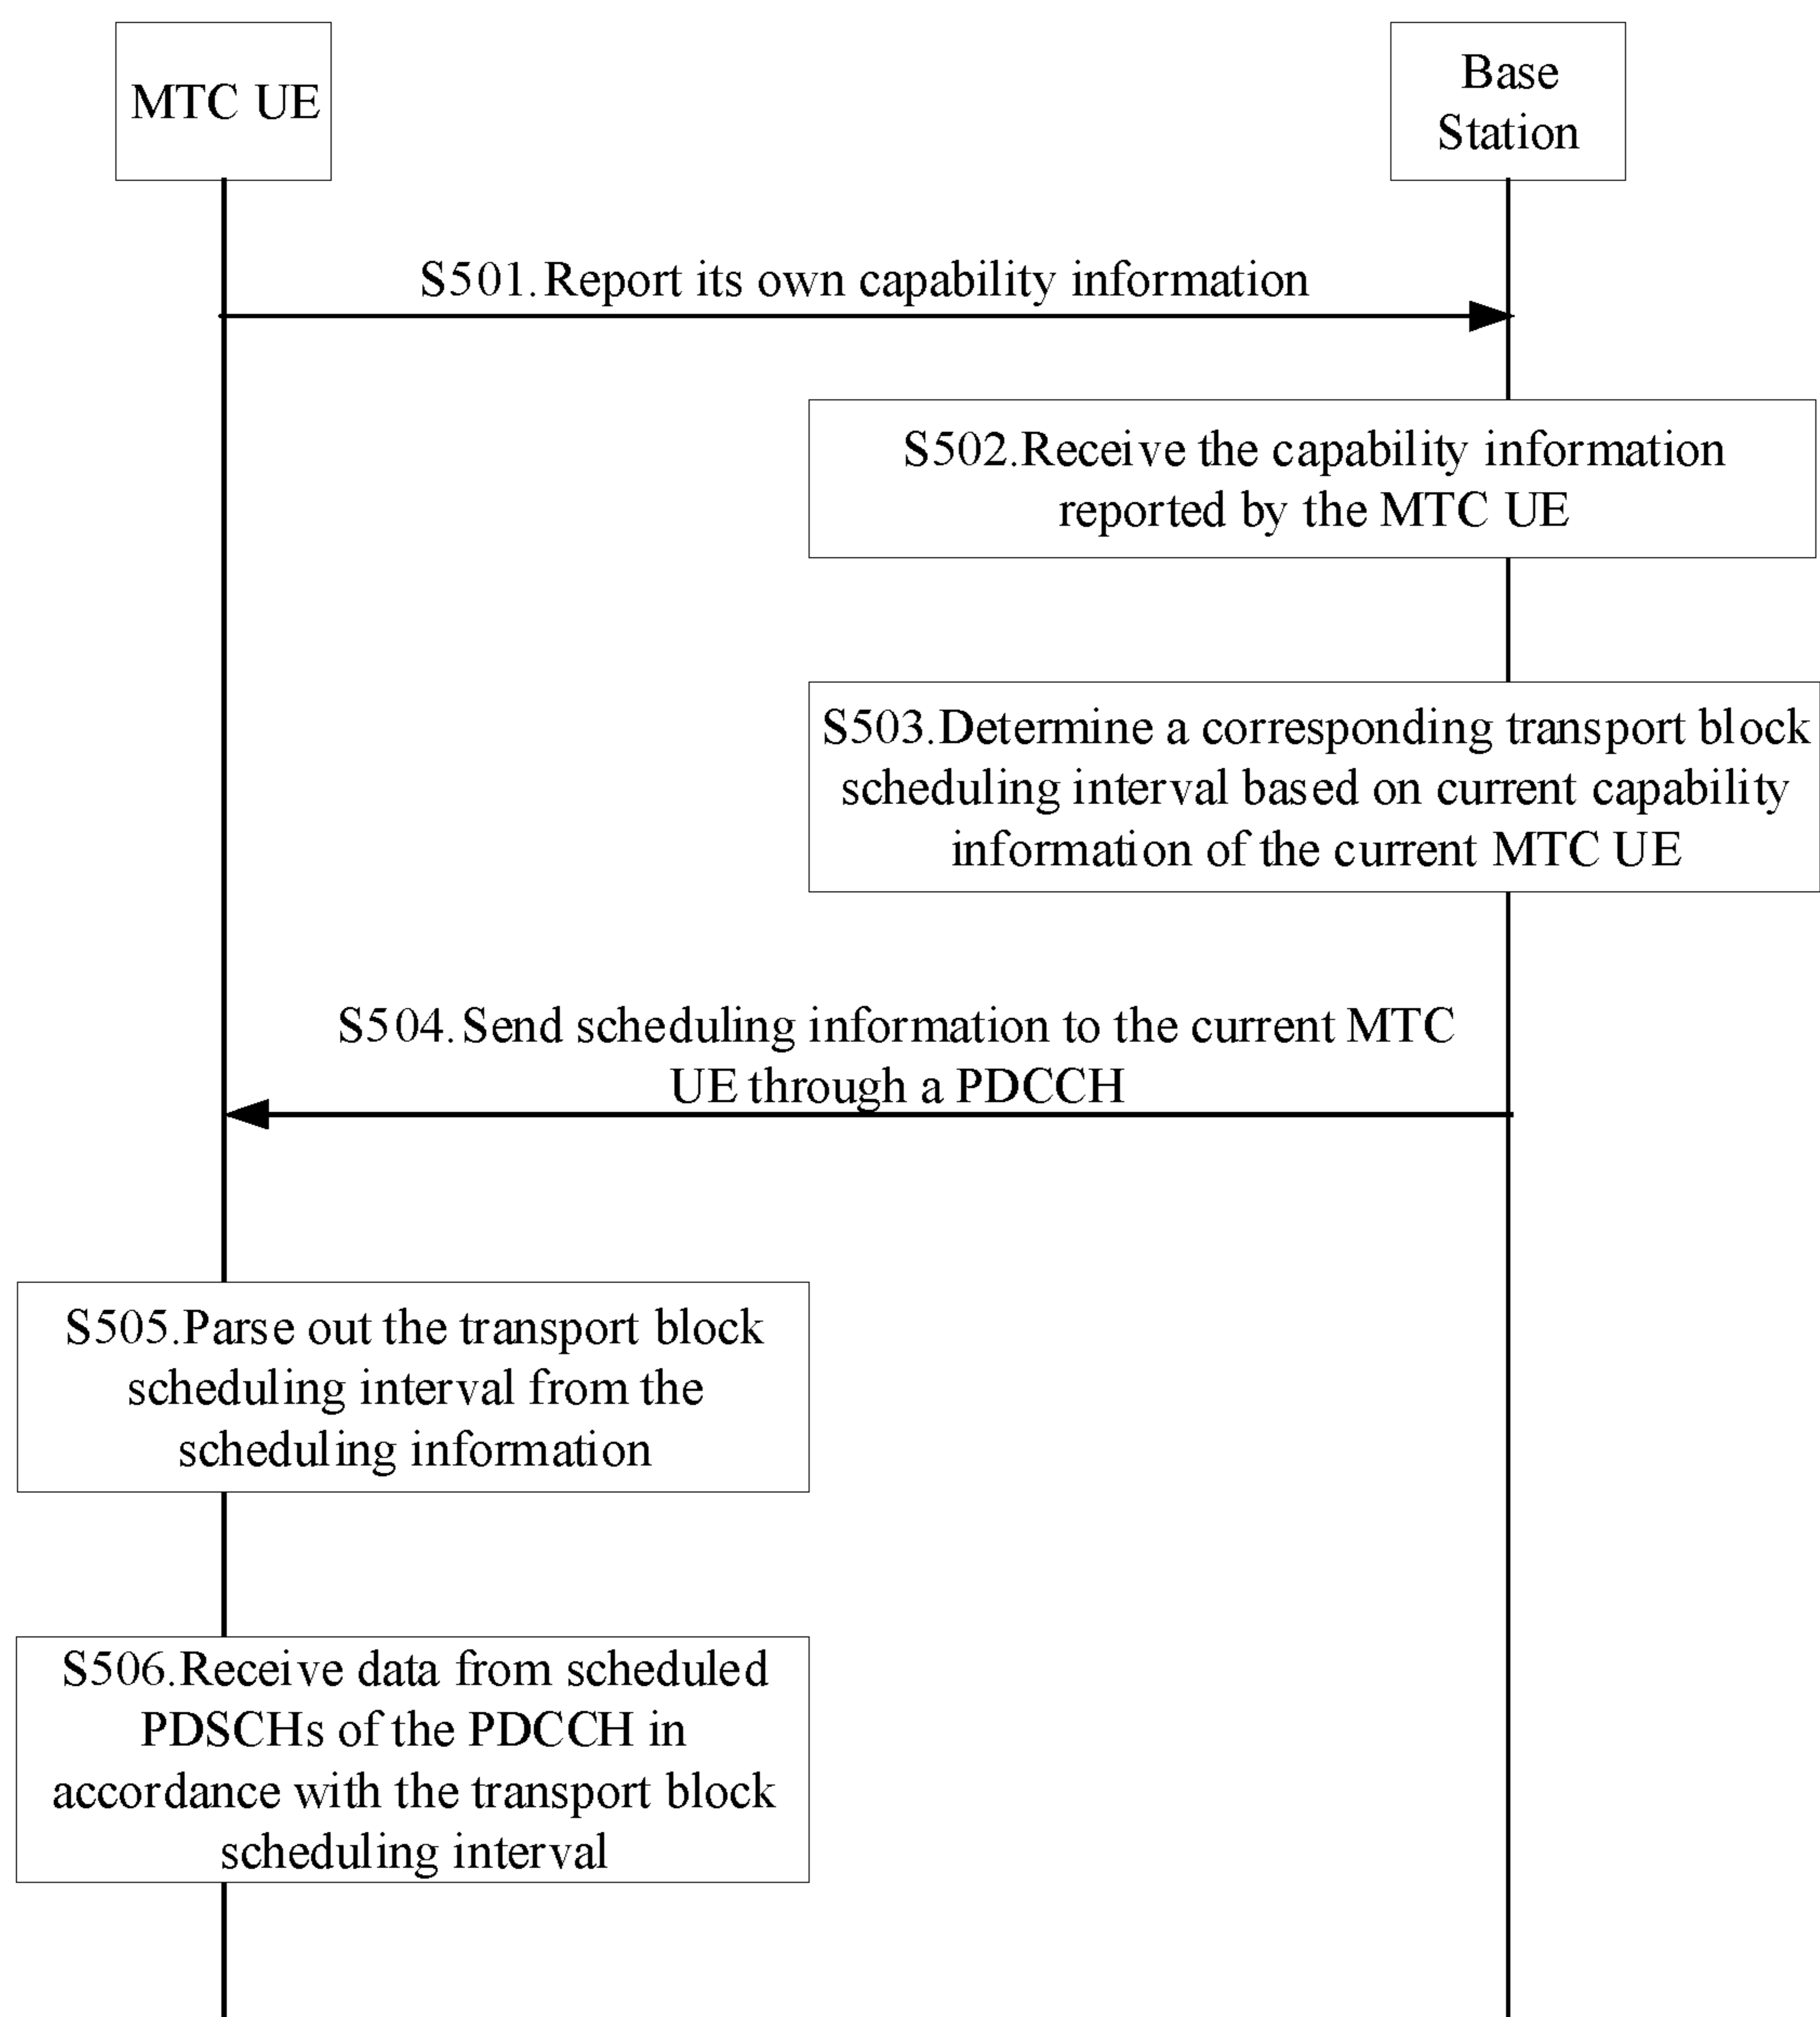 MTC UE
Base
Station
S501.Report its own capability information
S502.Receive the capability information
reported by the MTC UE
S503.Determine a corresponding transport block
scheduling interval based on current capability
information of the current MTC UE
S504.Send scheduling information to the current MTC
UE through a PDCCH
S505.Parse out the transport block
scheduling interval from the
scheduling information
S506.Receive data from scheduled
PDSCHs of the PDCCH in
accordance with the transport block
scheduling interval